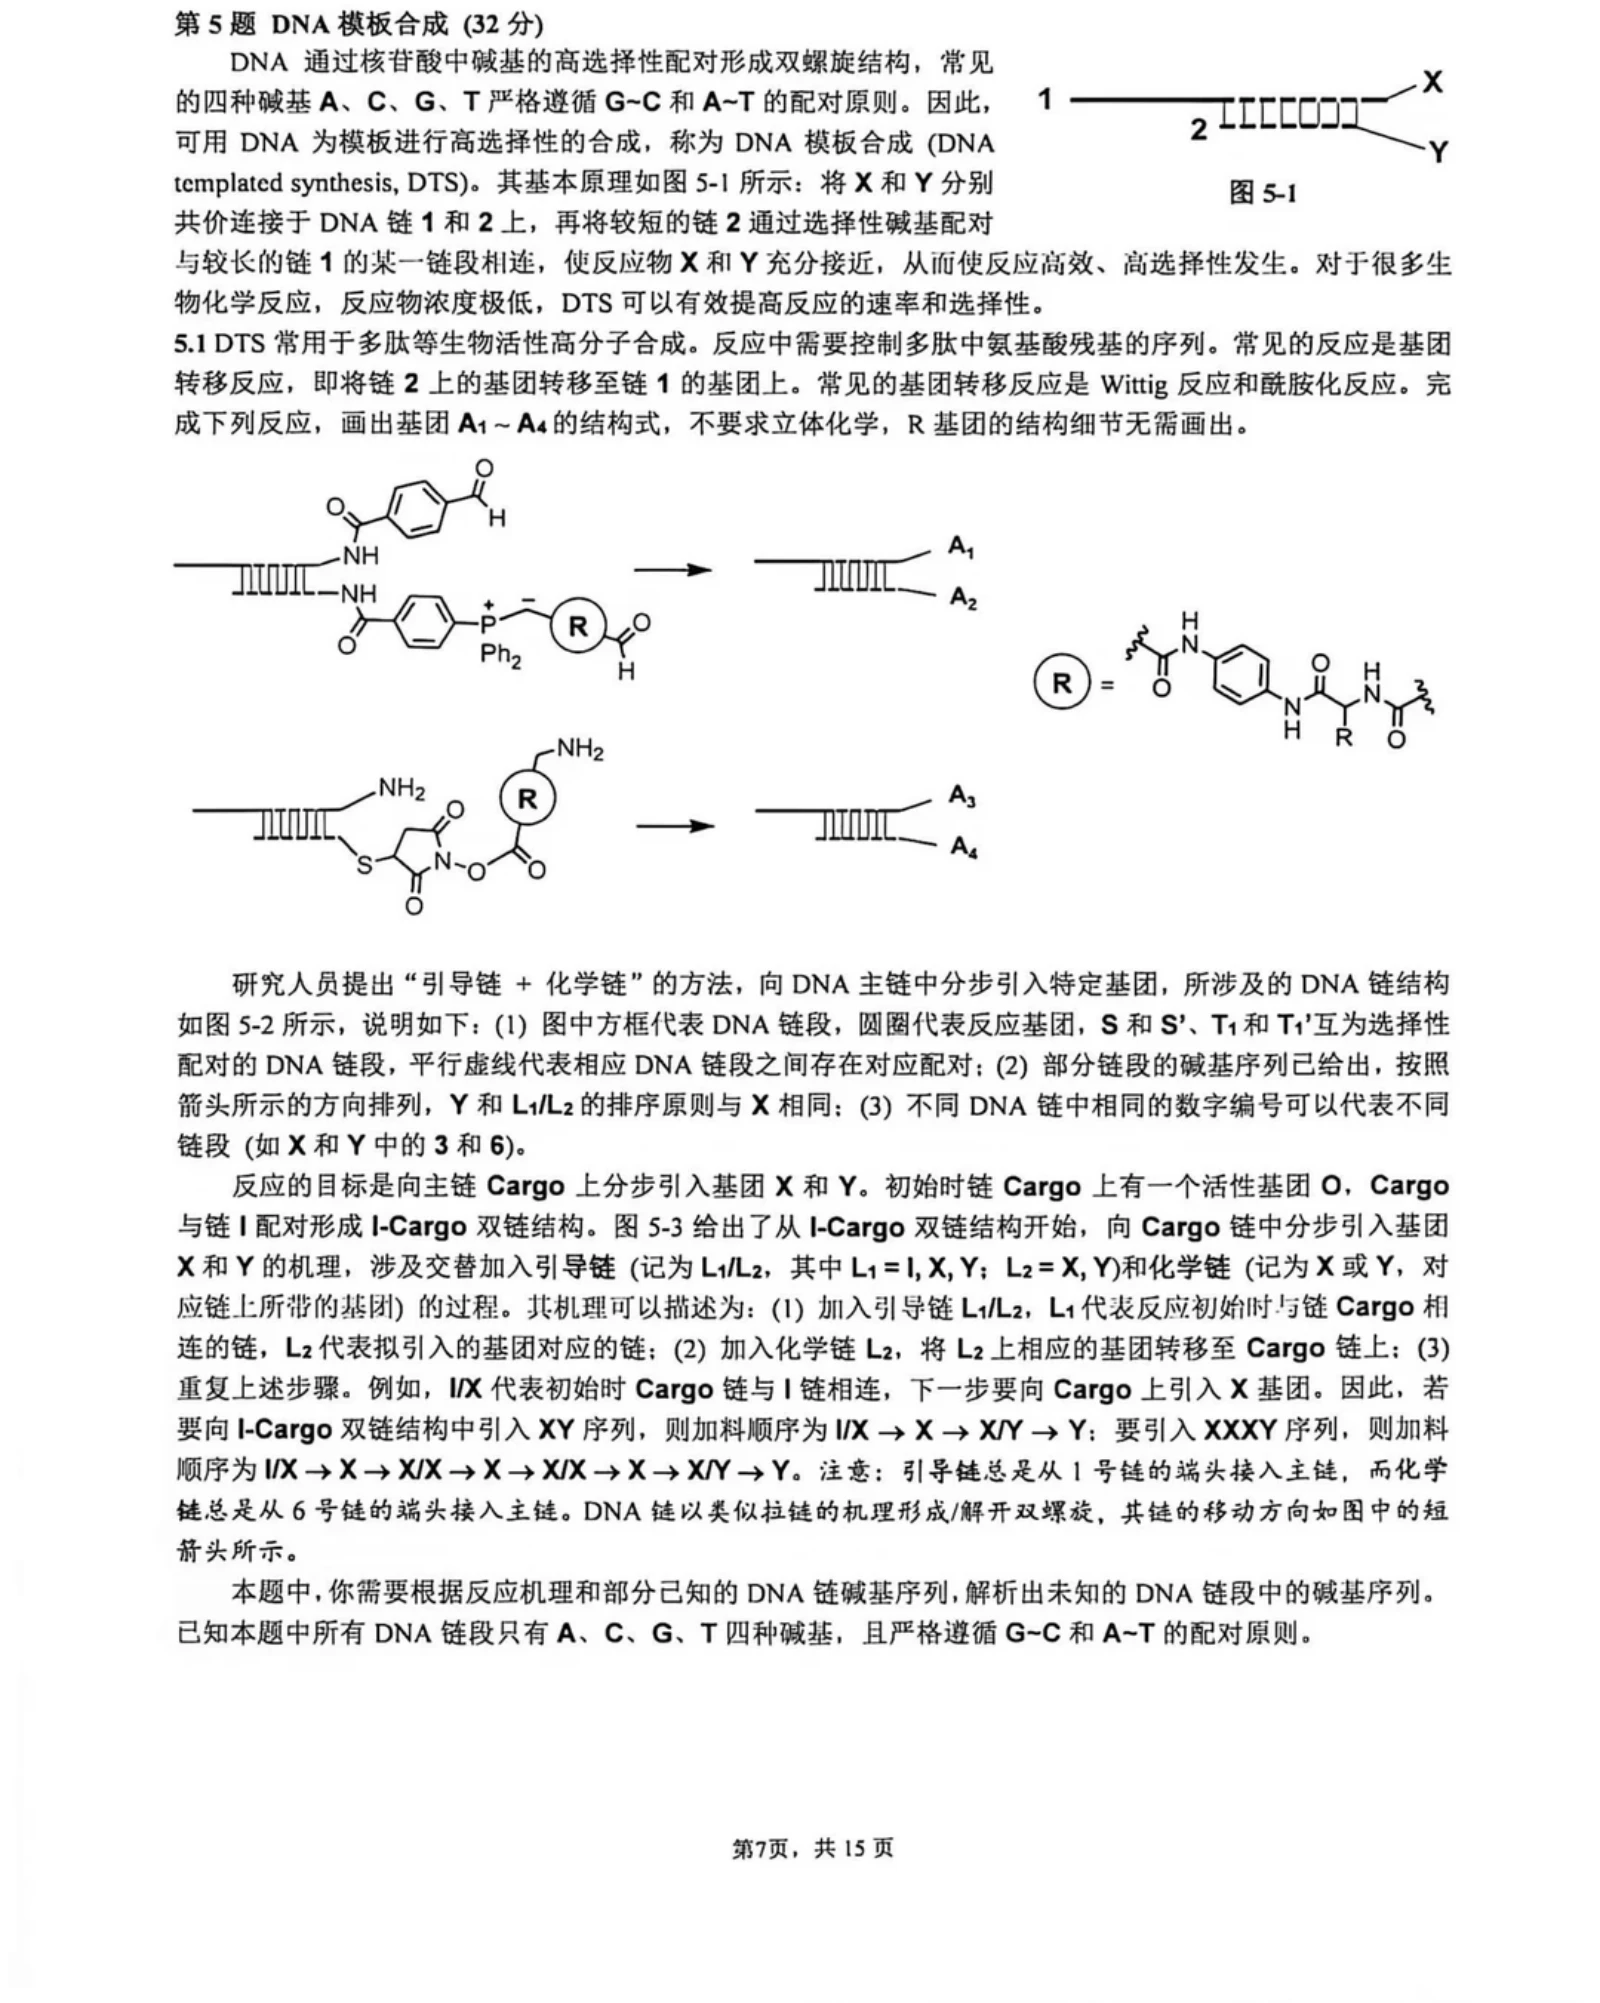 第 5 题 DNA 模板合成 (32 分)
DNA 通过核苷酸中碱基的高选择性配对形成双螺旋结构，常见
的四种碱基 A、C、G、T 严格遵循 G~C 和 A~T 的配对原则。因此，
可用 DNA 为模板进行高选择性的合成，称为 DNA 模板合成 (DNA
templated synthesis, DTS)。其基本原理如图 5-1 所示：将 X 和 Y 分别
共价连接于 DNA 链 1 和 2 上，再将较短的链 2 通过选择性碱基配对
1
X
2
Y
图 5-1
与较长的链 1 的某一链段相连，使反应物 X 和 Y 充分接近，从而使反应高效、高选择性发生。对于很多生
物化学反应，反应物浓度极低，DTS 可以有效提高反应的速率和选择性。
5.1 DTS 常用于多肽等生物活性高分子合成。反应中需要控制多肽中氨基酸残基的序列。常见的反应是基团
转移反应，即将链 2 上的基团转移至链 1 的基团上。常见的基团转移反应是 Wittig 反应和酰胺化反应。完
成下列反应，画出基团 A₁ ~ A₄ 的结构式，不要求立体化学，R 基团的结构细节无需画出。
O
O
H
NH
NH
O
+
P
−
Ph₂
R
O
H
A₁
A₂
R
=
O
H
N
N
H
O
R
H
N
O
NH₂
S
O
N
O
O
O
R
NH₂
A₃
A₄
研究人员提出“引导链 + 化学链”的方法，向 DNA 主链中分步引入特定基团，所涉及的 DNA 链结构
如图 5-2 所示，说明如下：(1) 图中方框代表 DNA 链段，圆圈代表反应基团，S 和 S’、T₁ 和 T₁’互为选择性
配对的 DNA 链段，平行虚线代表相应 DNA 链段之间存在对应配对；(2) 部分链段的碱基序列已给出，按照
箭头所示的方向排列，Y 和 L₁/L₂ 的排序原则与 X 相同；(3) 不同 DNA 链中相同的数字编号可以代表不同
链段 (如 X 和 Y 中的 3 和 6)。
反应的目标是向主链 Cargo 上分步引入基团 X 和 Y。初始时链 Cargo 上有一个活性基团 O，Cargo
与链 I 配对形成 I-Cargo 双链结构。图 5-3 给出了从 I-Cargo 双链结构开始，向 Cargo 链中分步引入基团
X 和 Y 的机理，涉及交替加入引导链 (记为 L₁/L₂，其中 L₁ = I, X, Y；L₂ = X, Y)和化学链 (记为 X 或 Y，对
应链上所带的基团) 的过程。其机理可以描述为：(1) 加入引导链 L₁/L₂，L₁ 代表反应初始时与链 Cargo 相
连的链，L₂ 代表拟引入的基团对应的链；(2) 加入化学链 L₂，将 L₂ 上相应的基团转移至 Cargo 链上；(3)
重复上述步骤。例如，I/X 代表初始时 Cargo 链与 I 链相连，下一步要向 Cargo 上引入 X 基团。因此，若
要向 I-Cargo 双链结构中引入 XY 序列，则加料顺序为 I/X → X → X/Y → Y；要引入 XXXY 序列，则加料
顺序为 I/X → X → X/X → X → X/X → X → X/Y → Y。注意：引导链总是从 1 号链的端头接入主链，而化学
链总是从 6 号链的端头接入主链。DNA 链以类似拉链的机理形成/解开双螺旋，其链的移动方向如图中的短
箭头所示。
本题中，你需要根据反应机理和部分已知的 DNA 链碱基序列，解析出未知的 DNA 链段中的碱基序列。
已知本题中所有 DNA 链段只有 A、C、G、T 四种碱基，且严格遵循 G~C 和 A~T 的配对原则。
第7页，共 15 页